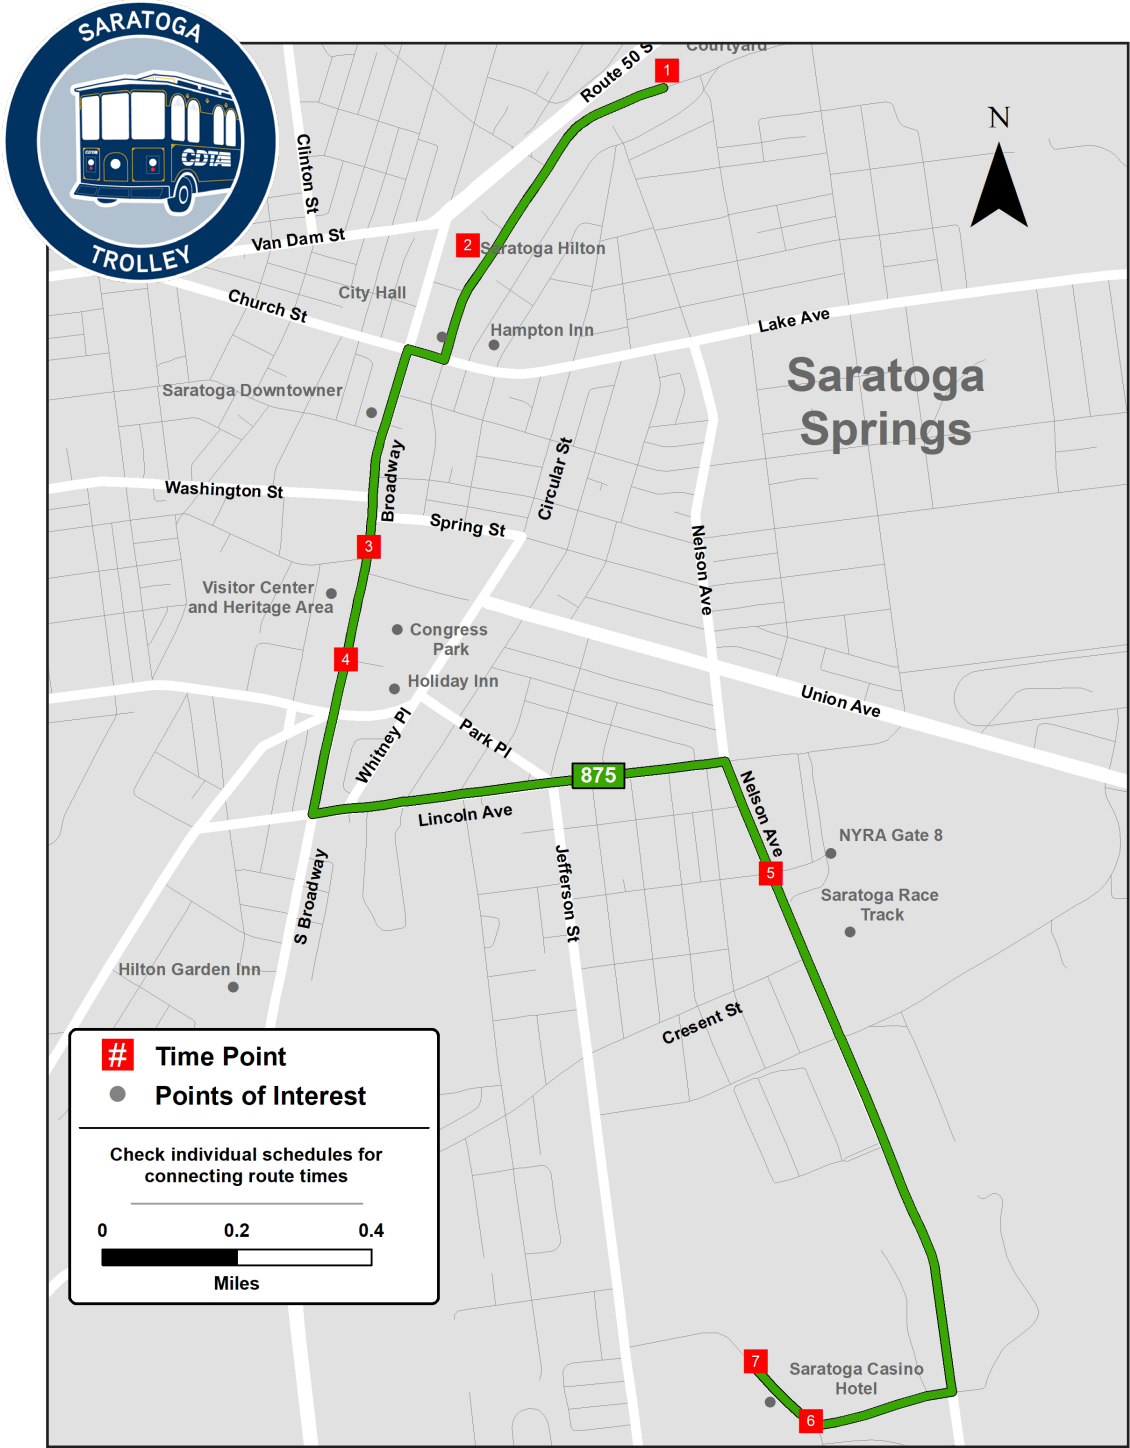 SARATOGA
CDTA
TROLLEY
Courtyard
1
Route 50 S
N
Clinton St
Van Dam St
2
Saratoga Hilton
City Hall
Church St
Hampton Inn
Lake Ave
Saratoga
Springs
Saratoga Downtowner
Broadway
Circular St
Washington St
Spring St
3
Nelson Ave
Visitor Center
and Heritage Area
Congress
Park
4
Holiday Inn
Union Ave
Whitney Pl
Park Pl
875
Lincoln Ave
Nelson Ave
NYRA Gate 8
5
Saratoga Race
Track
S Broadway
Jefferson St
Hilton Garden Inn
Cresent St
# Time Point
Points of Interest
Check individual schedules for
connecting route times
0 0.2 0.4
Miles
7
Saratoga Casino
Hotel
6